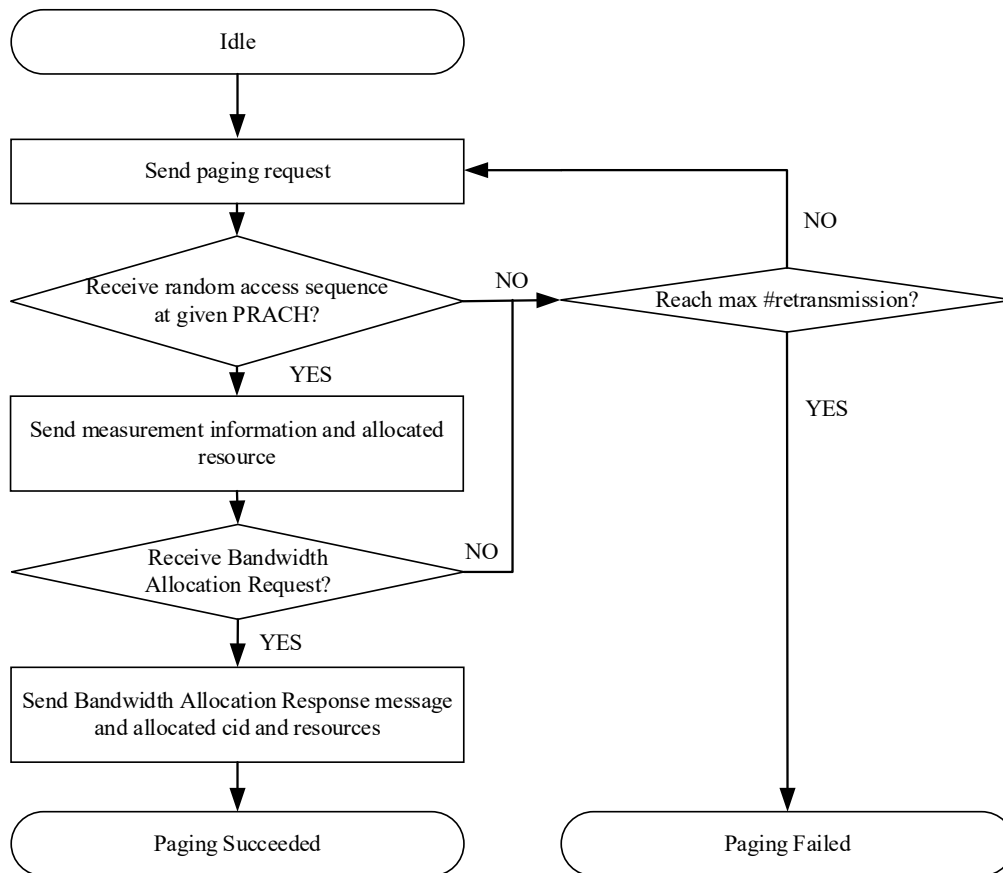 Idle
Send paging request
NO
Receive random access sequence
at given PRACH?
NO
Reach max #retransmission?
YES
YES
Send measurement information and allocated
resource
Receive Bandwidth
Allocation Request?
NO
YES
Send Bandwidth Allocation Response message
and allocated cid and resources
Paging Succeeded
Paging Failed